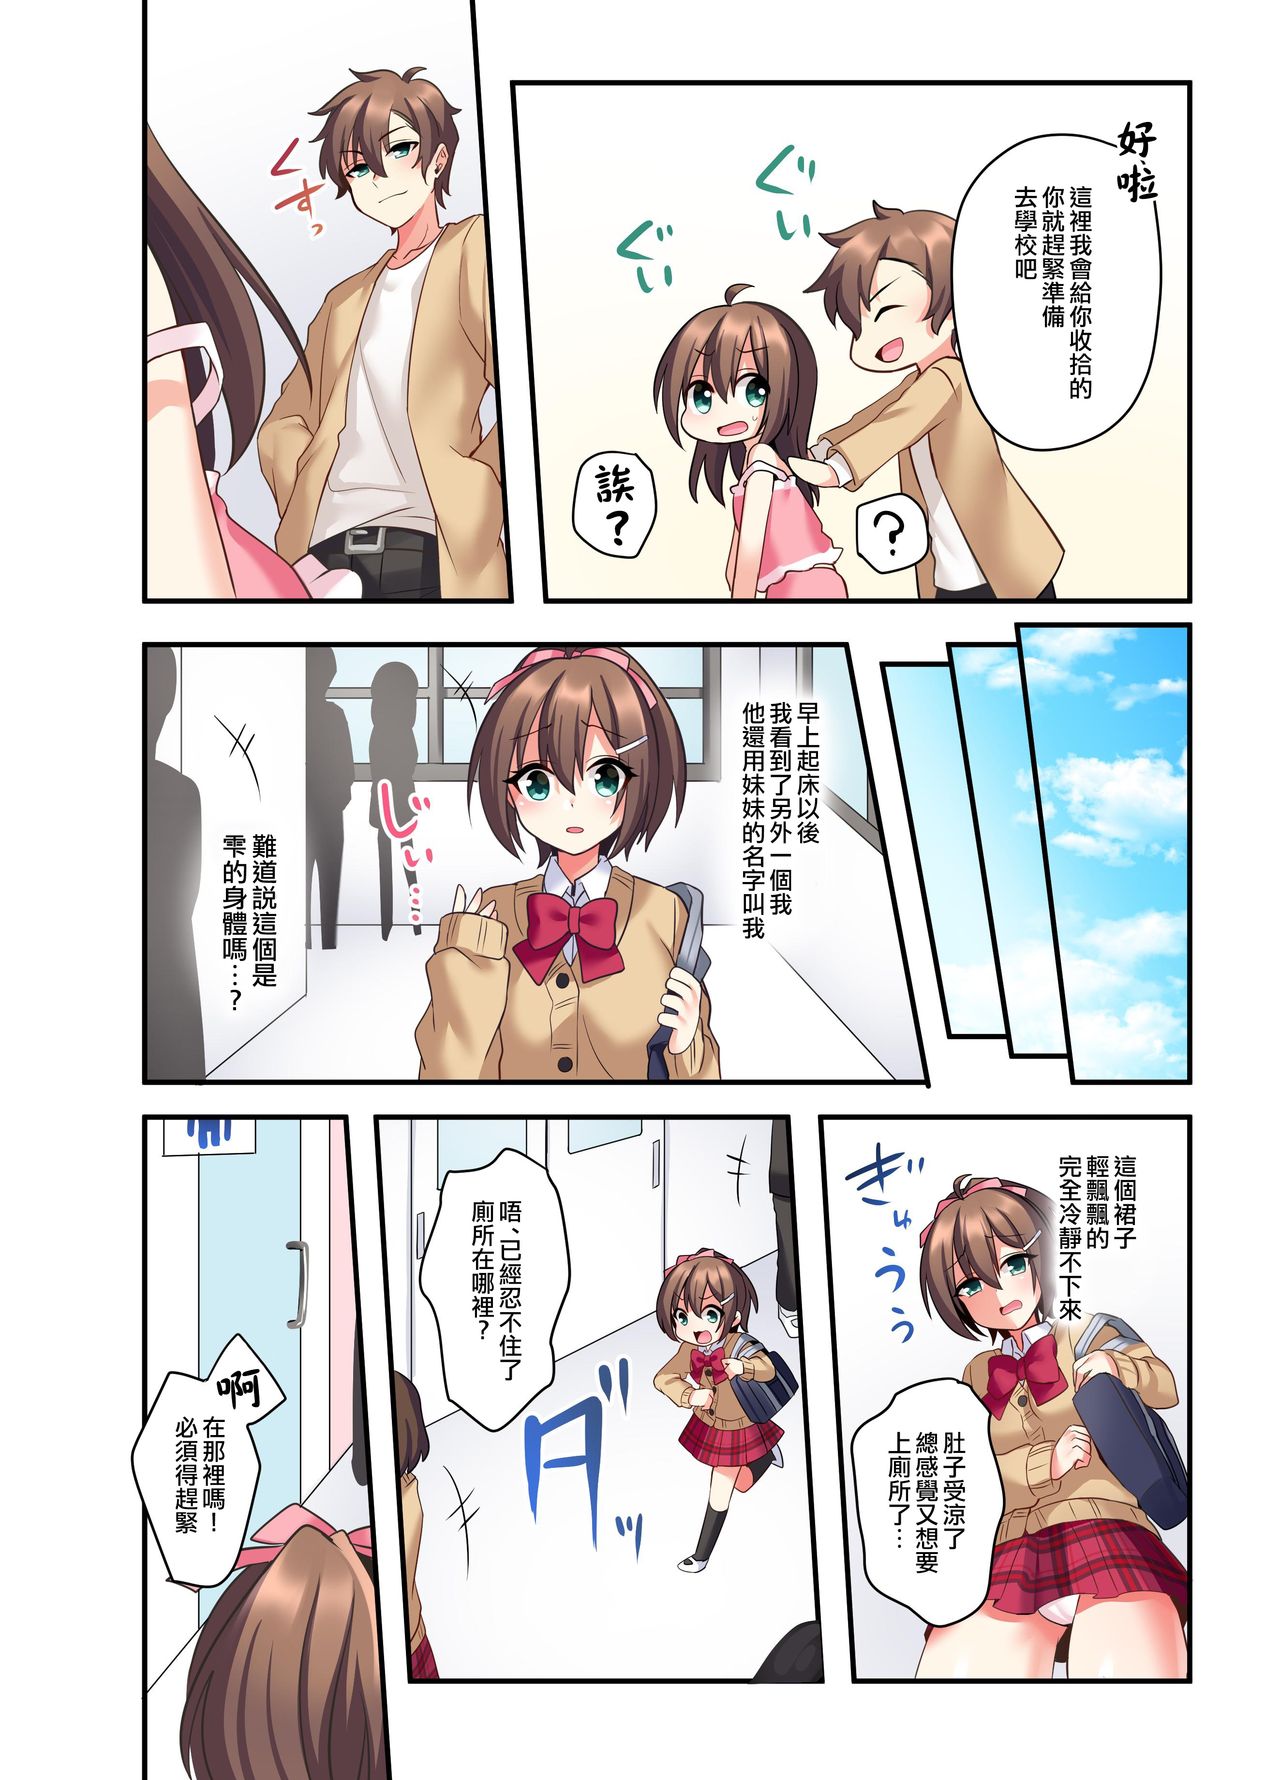 好啦
這裡我會給你收拾的
你就趕緊準備
去學校吧
ぐい
ぐい
?
誒?
くすっ
早上起床以後
我看到了另外一個我
他還用妹妹的名字叫我
じぃ……
難道説這個是
雫的身體嗎…?
這個裙子
輕飄飄的
完全冷靜不下來
ぎゅうぅ
肚子受涼了
總感覺又想要
上廁所了…
唔、已經忍不住了
廁所在哪裡?
ダッ
啊
在那裡嗎!
必須得趕緊